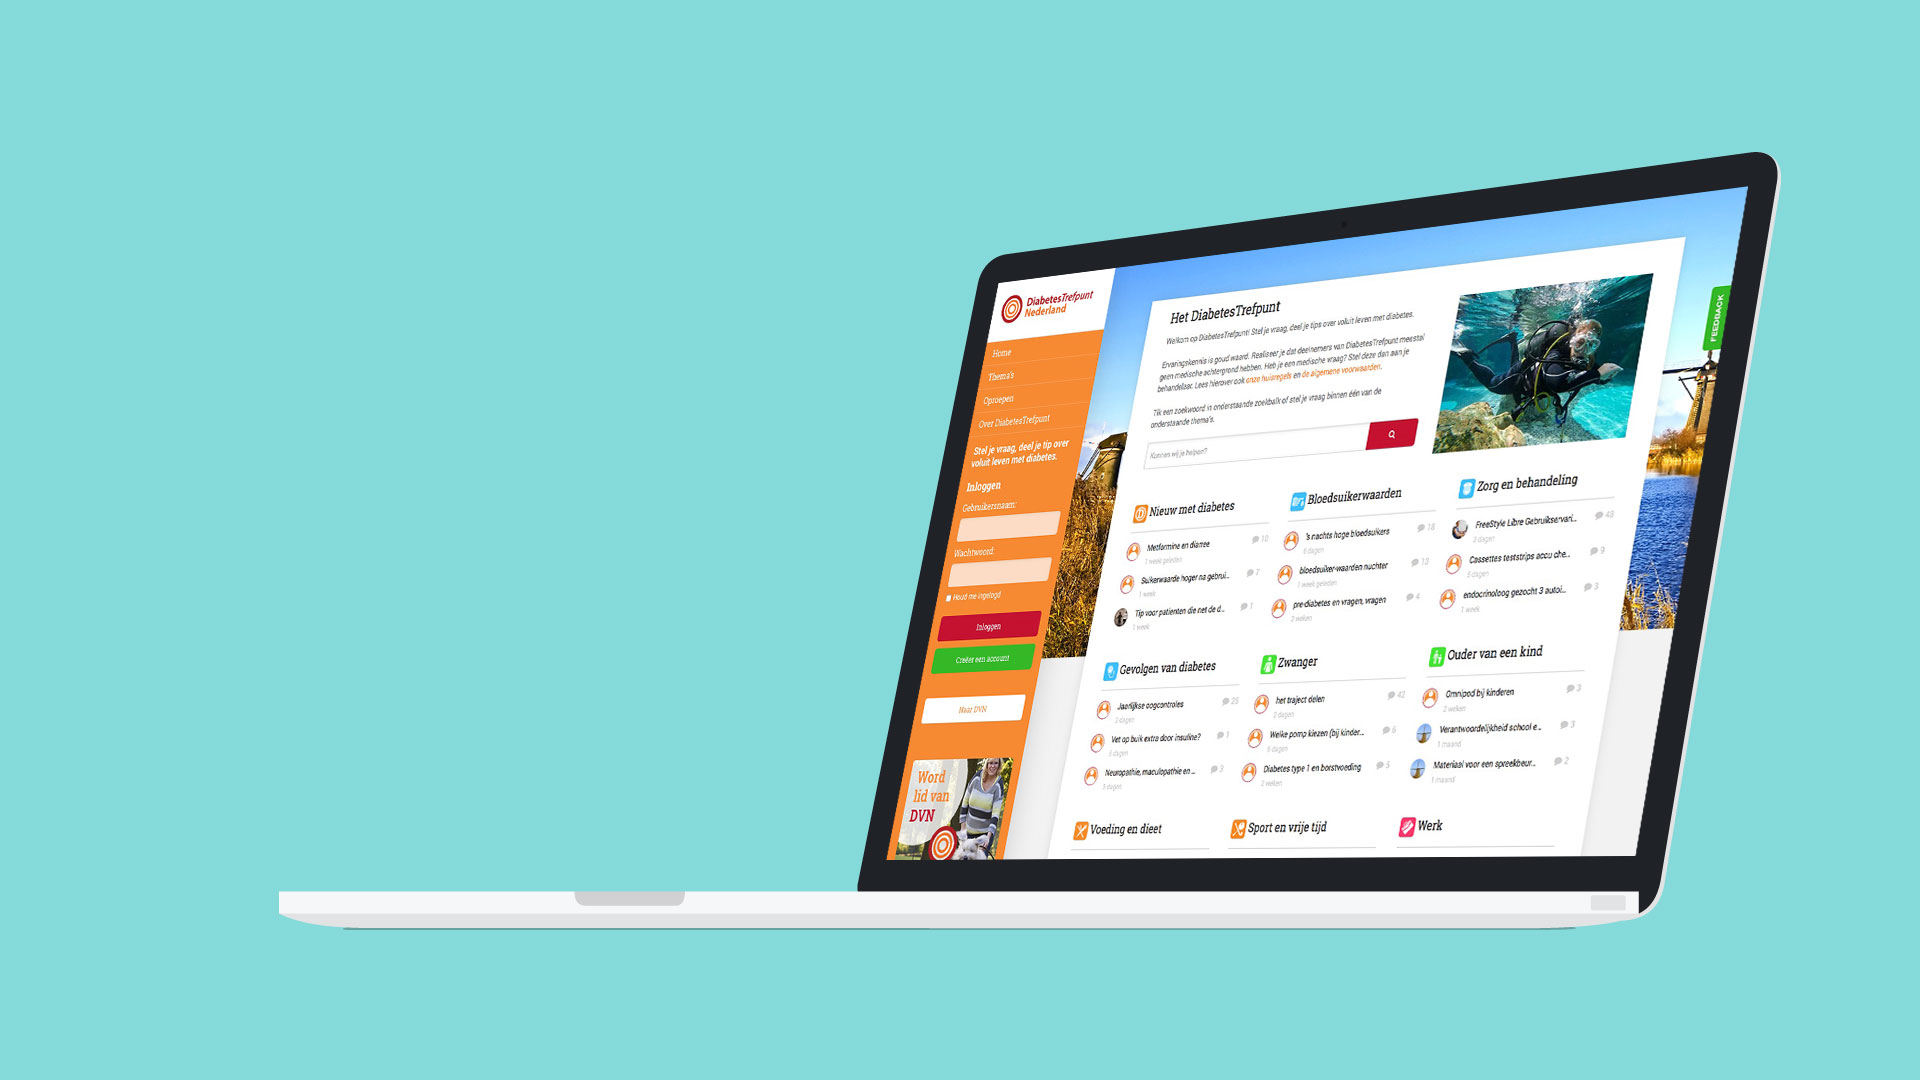 DiabetesTrefpunt
Nederland
Home
Thema's
Oproepen
Over DiabetesTrefpunt
Stel je vraag, deel je tip over
voluit leven met diabetes.
Inloggen
Gebruikersnaam:
Wachtwoord:
Houd me ingelogd
Inloggen
Creëer een account
Naar DVN
Word
lid van
DVN
Het DiabetesTrefpunt
Welkom op DiabetesTrefpunt! Stel je vraag, deel je tips over voluit leven met diabetes.
Ervaringskennis is goud waard. Realiseer je dat deelnemers van DiabetesTrefpunt meestal
geen medische achtergrond hebben. Heb je een medische vraag? Stel deze dan aan je
behandelaar. Lees hierover ook onze huisregels en de algemene voorwaarden.
Tik een zoekwoord in onderstaande zoekbalk of stel je vraag binnen één van de
onderstaande thema's.
Kunnen wij je helpen?
FEEDBACK
Nieuw met diabetes
Metformine en diarree 10
1 week geleden
Suikerwaarde hoger na gebrui... 7
1 week
Tip voor patienten die net de d... 1
1 week
Bloedsuikerwaarden
's nachts hoge bloedsuikers 18
6 dagen
bloedsuiker-waarden nuchter 13
1 week geleden
pre-diabetes en vragen, vragen 4
2 weken
Zorg en behandeling
FreeStyle Libre Gebruikservari... 48
3 dagen
Cassettes teststrips accu che... 9
5 dagen
endocrinoloog gezocht 3 autoi... 3
1 week
Gevolgen van diabetes
Jaarlijkse oogcontroles 25
2 dagen
Vet op buik extra door insuline? 1
5 dagen
Neuropathie, maculopathie en ... 3
5 dagen
Zwanger
het traject delen 42
2 dagen
Welke pomp kiezen (bij kinder... 6
6 dagen
Diabetes type 1 en borstvoeding 5
2 weken
Ouder van een kind
Omnipod bij kinderen 3
2 weken
Verantwoordelijkheid school e... 3
1 maand
Materiaal voor een spreekbeur... 2
1 maand
Voeding en dieet
Sport en vrije tijd
Werk